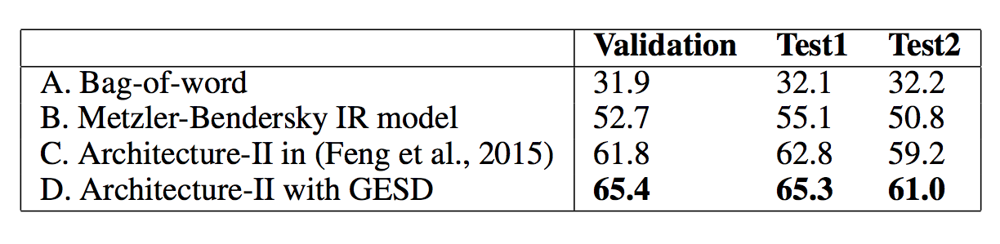 Validation Test1 Test2
A. Bag-of-word 31.9 32.1 32.2
B. Metzler-Bendersky IR model 52.7 55.1 50.8
C. Architecture-II in (Feng et al., 2015) 61.8 62.8 59.2
D. Architecture-II with GESD 65.4 65.3 61.0